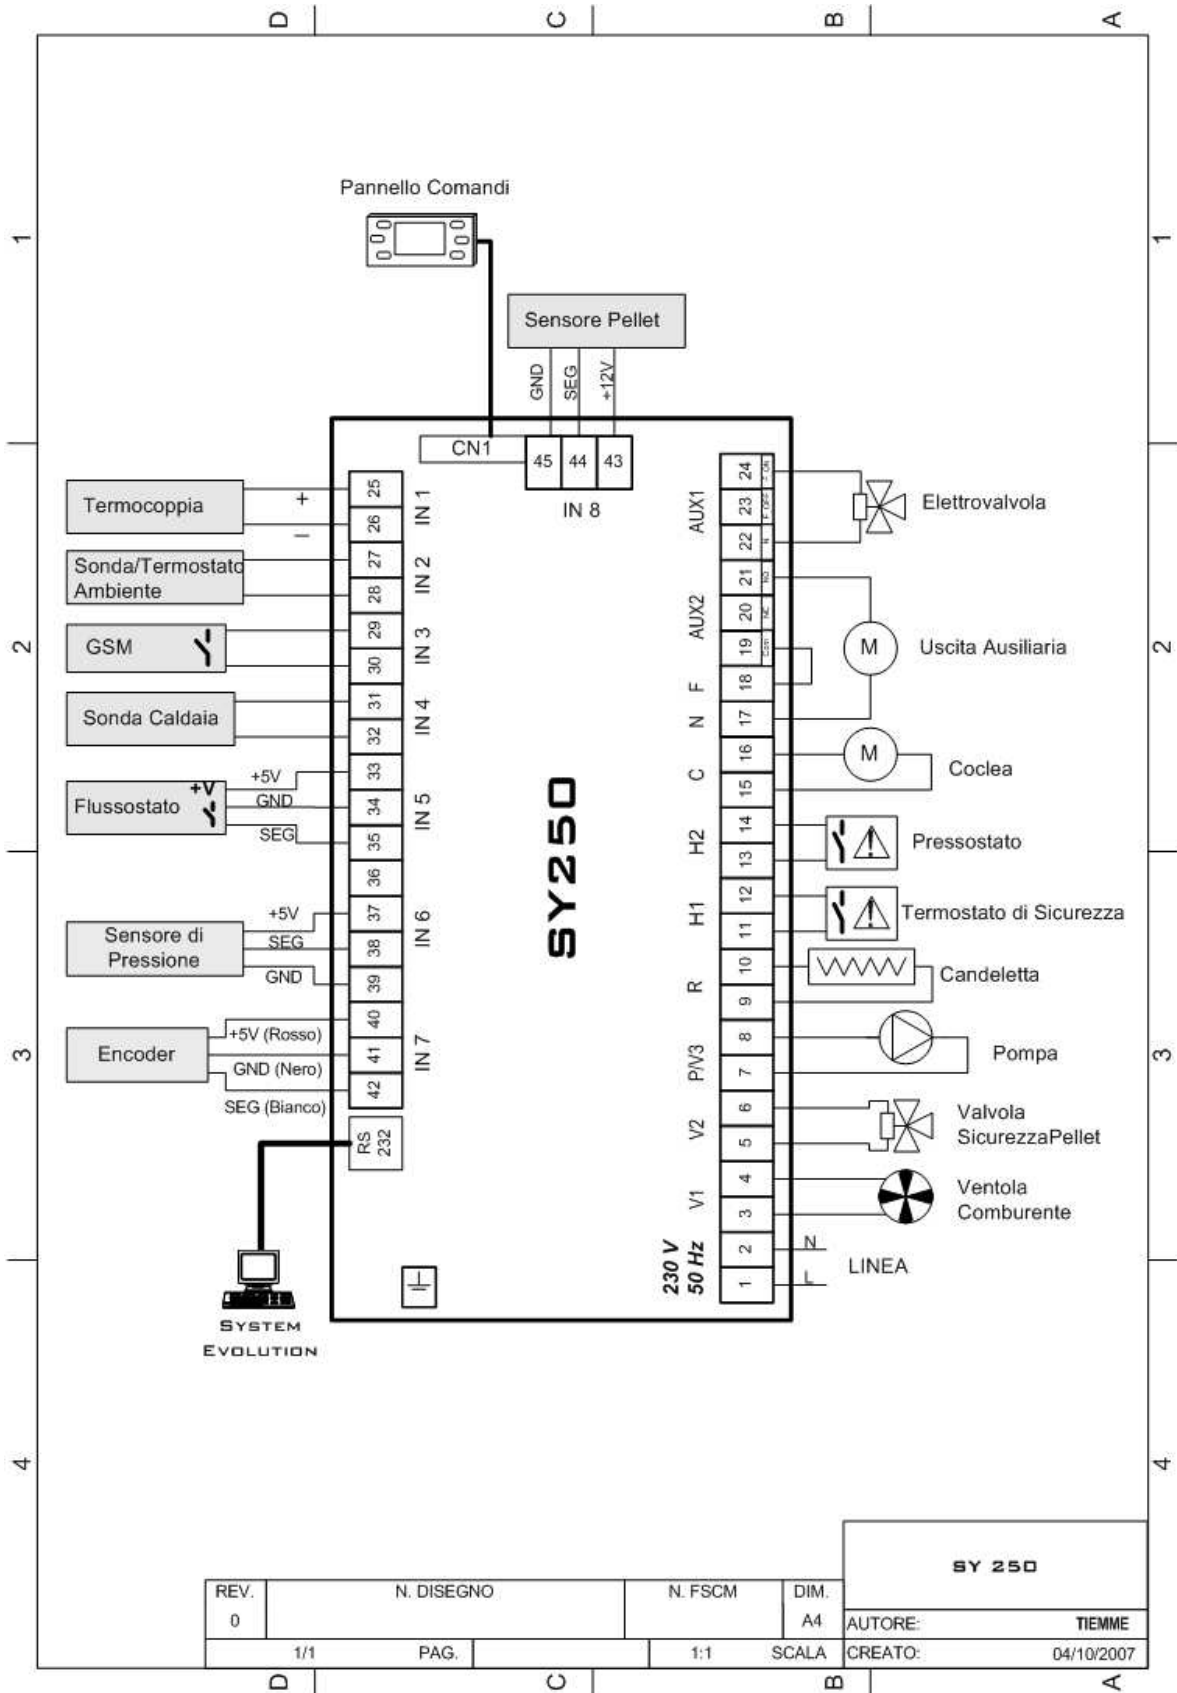 D C B A
Pannello Comandi
1 1
Sensore Pellet
GND SEG +12V
CN1 45 44 43
IN 8
Termocoppia + −
25 26 IN 1
Sonda/Termostato
Ambiente
27 28 IN 2
GSM
29 30 IN 3
2 2
Sonda Caldaia
31 32 IN 4
Flussostato +V
+5V
GND
SEG
33 34 35 IN 5
36
Sensore di
Pressione
+5V
SEG
GND
37 38 39 IN 6
Encoder
+5V (Rosso)
GND (Nero)
SEG (Bianco)
40 41 42 IN 7
3 3
RS
232
SYSTEM
EVOLUTION
SY250
AUX1 24 23 22 N
Elettrovalvola
AUX2 21 NO 20 NC 19 Com
F 18
N 17
M Uscita Ausiliaria
C 16 15
M Coclea
H2 14 13
Pressostato
H1 12 11
Termostato di Sicurezza
R 10 9
Candeletta
P/V3 8 7
Pompa
V2 6 5
Valvola
SicurezzaPellet
V1 4 3
Ventola
Comburente
230 V
50 Hz
2 N
1 L
LINEA
4 4
SY 250
REV. N. DISEGNO N. FSCM DIM.
0 A4
AUTORE: TIEMME
1/1 PAG. 1:1 SCALA CREATO: 04/10/2007
D C B A